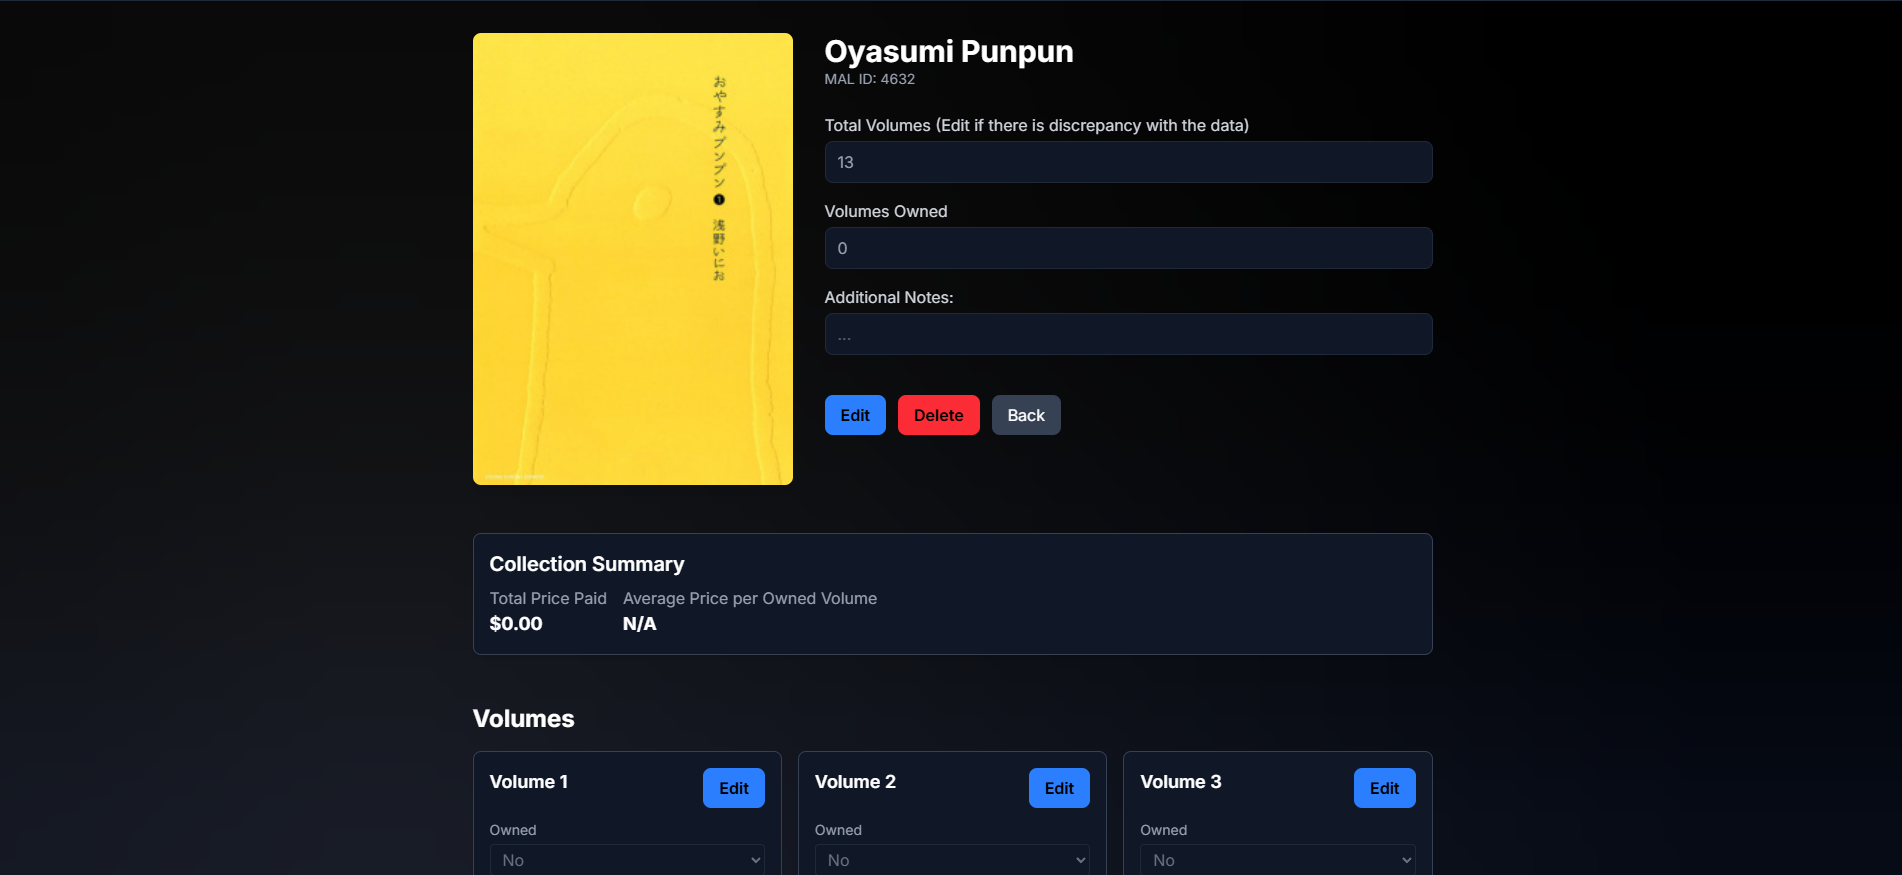 おやすみプンプン❶ 浅野いにお
Oyasumi Punpun
MAL ID: 4632
Total Volumes (Edit if there is discrepancy with the data)
13
Volumes Owned
0
Additional Notes:
...
Edit Delete Back
Collection Summary
Total Price Paid Average Price per Owned Volume
$0.00 N/A
Volumes
Volume 1 Edit Volume 2 Edit Volume 3 Edit
Owned Owned Owned
No No No